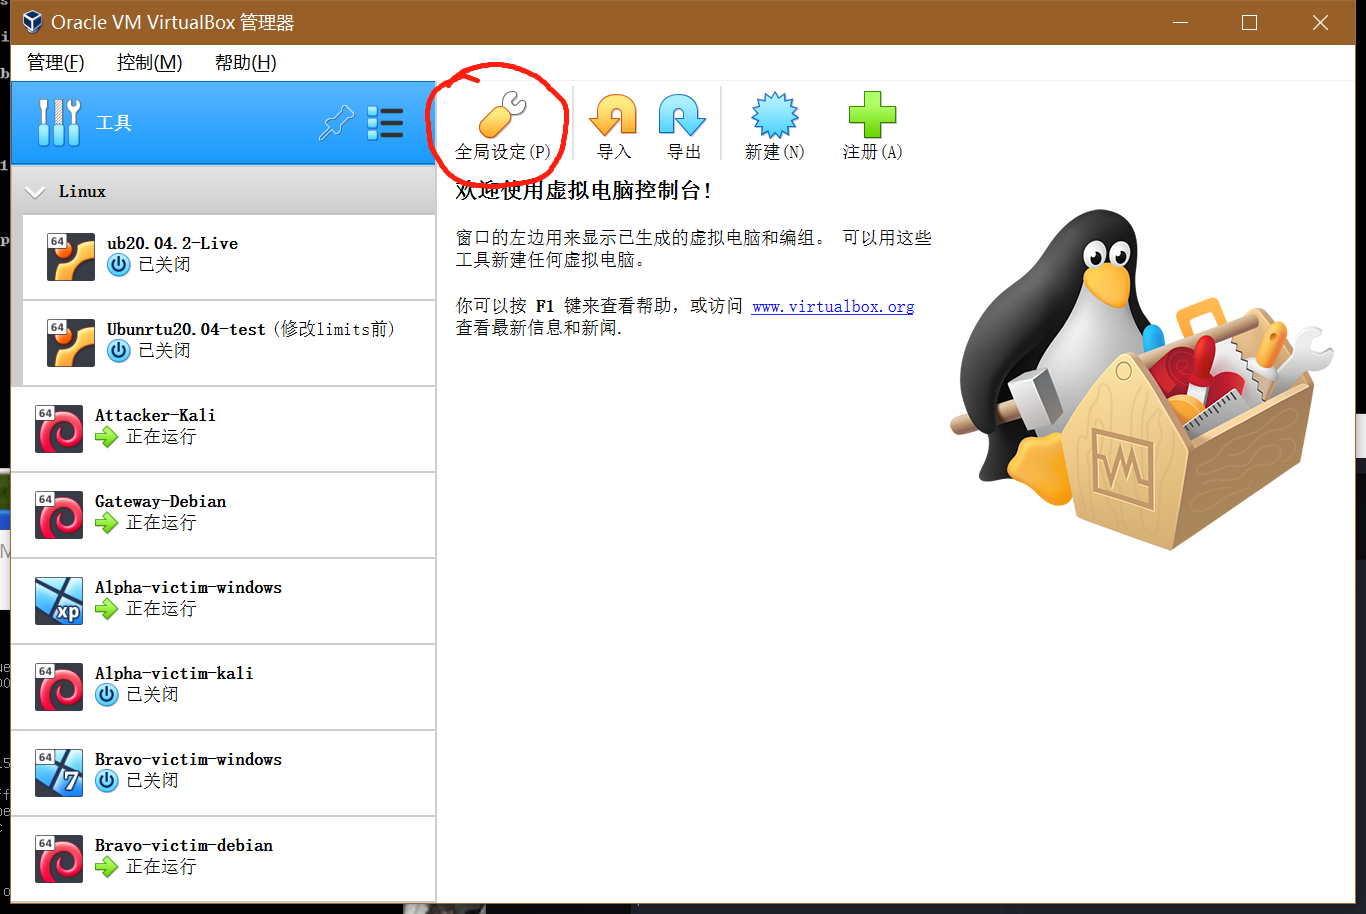 Oracle VM VirtualBox 管理器
管理(F) 控制(M) 帮助(H)
工具
全局设定(P) 导入 导出 新建(N) 注册(A)
Linux
64
ub20.04.2-Live
已关闭
64
Ubunrtu20.04-test (修改limits前)
已关闭
64
Attacker-Kali
正在运行
64
Gateway-Debian
正在运行
xp
Alpha-victim-windows
正在运行
64
Alpha-victim-kali
已关闭
64
7
Bravo-victim-windows
已关闭
64
Bravo-victim-debian
正在运行
欢迎使用虚拟电脑控制台!
窗口的左边用来显示已生成的虚拟电脑和编组。 可以用这些
工具新建任何虚拟电脑。
你可以按 F1 键来查看帮助，或访问 www.virtualbox.org
查看最新信息和新闻.